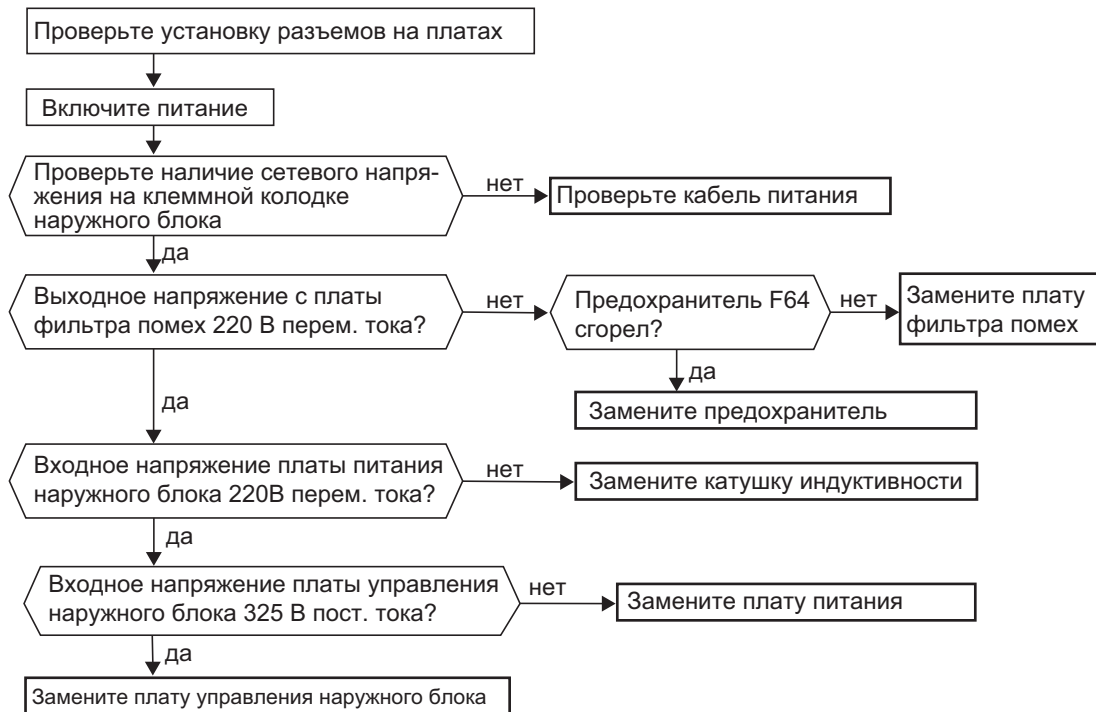 Проверьте установку разъемов на платах
Включите питание
Проверьте наличие сетевого напря-
жения на клеммной колодке
наружного блока
нет
Проверьте кабель питания
да
Выходное напряжение с платы
фильтра помех 220 В перем. тока?
нет
Предохранитель F64
сгорел?
нет
Замените плату
фильтра помех
да
Замените предохранитель
да
Входное напряжение платы питания
наружного блока 220В перем. тока?
нет
Замените катушку индуктивности
да
Входное напряжение платы управления
наружного блока 325 В пост. тока?
нет
Замените плату питания
да
Замените плату управления наружного блока